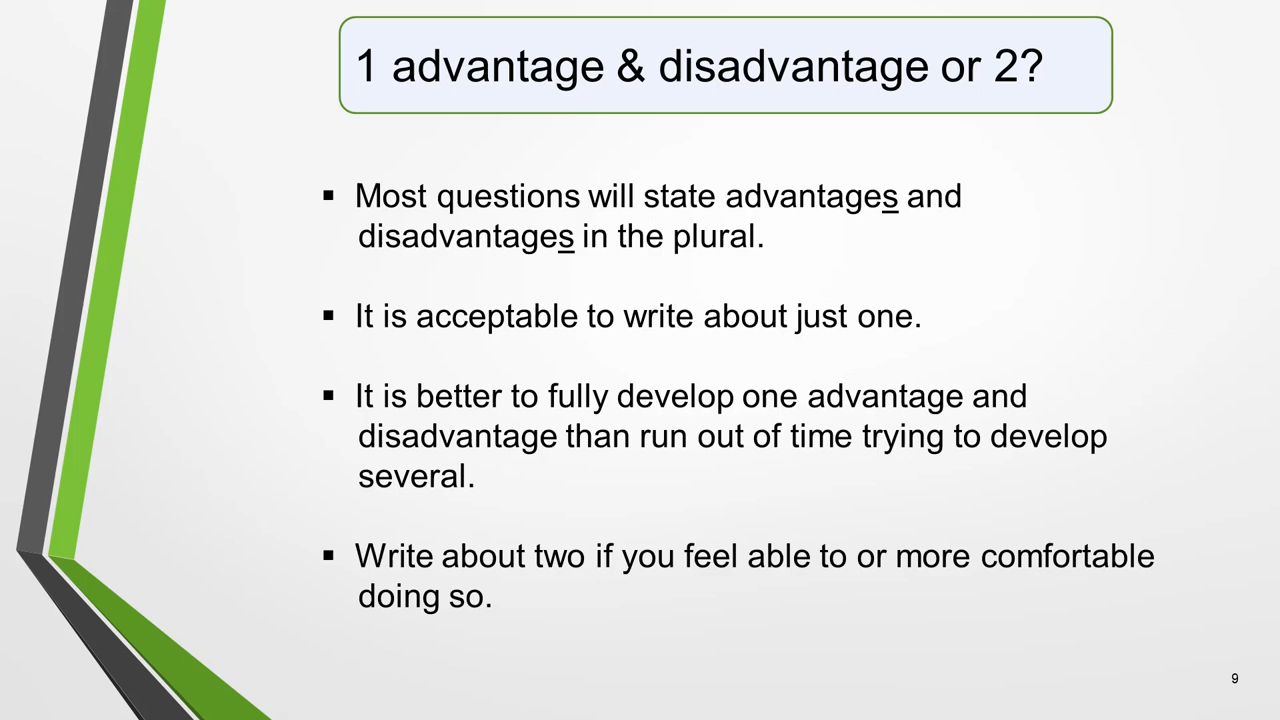 1 advantage & disadvantage or 2?
▪ Most questions will state advantages and
disadvantages in the plural.
▪ It is acceptable to write about just one.
▪ It is better to fully develop one advantage and
disadvantage than run out of time trying to develop
several.
▪ Write about two if you feel able to or more comfortable
doing so.
9